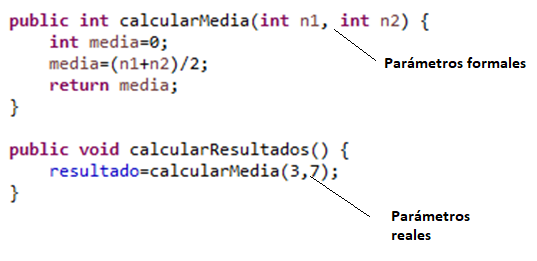 public int calcularMedia(int n1, int n2) {
int media=0;
Parámetros formales
media=(n1+n2)/2;
return media;
}
public void calcularResultados() {
resultado=calcularMedia(3,7);
}
Parámetros
reales